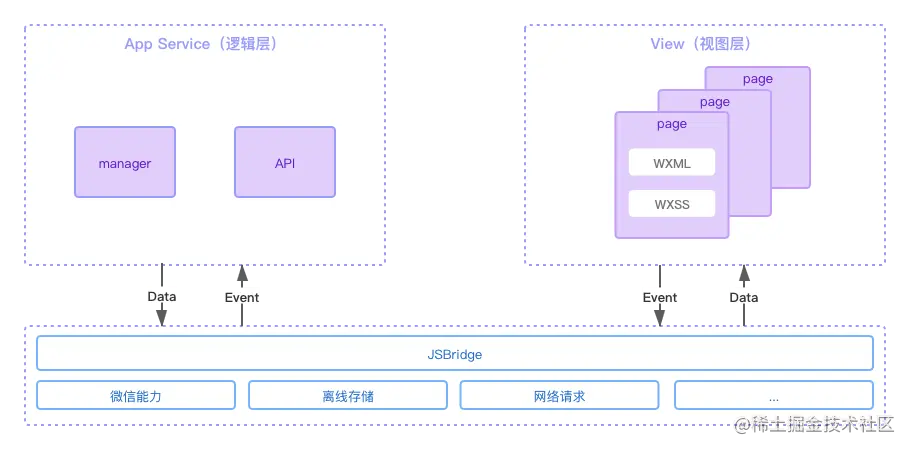 App Service（逻辑层）
manager
API
View（视图层）
page
page
page
WXML
WXSS
Data
Event
Event
Data
JSBridge
微信能力
离线存储
网络请求
...
@稀土掘金技术社区